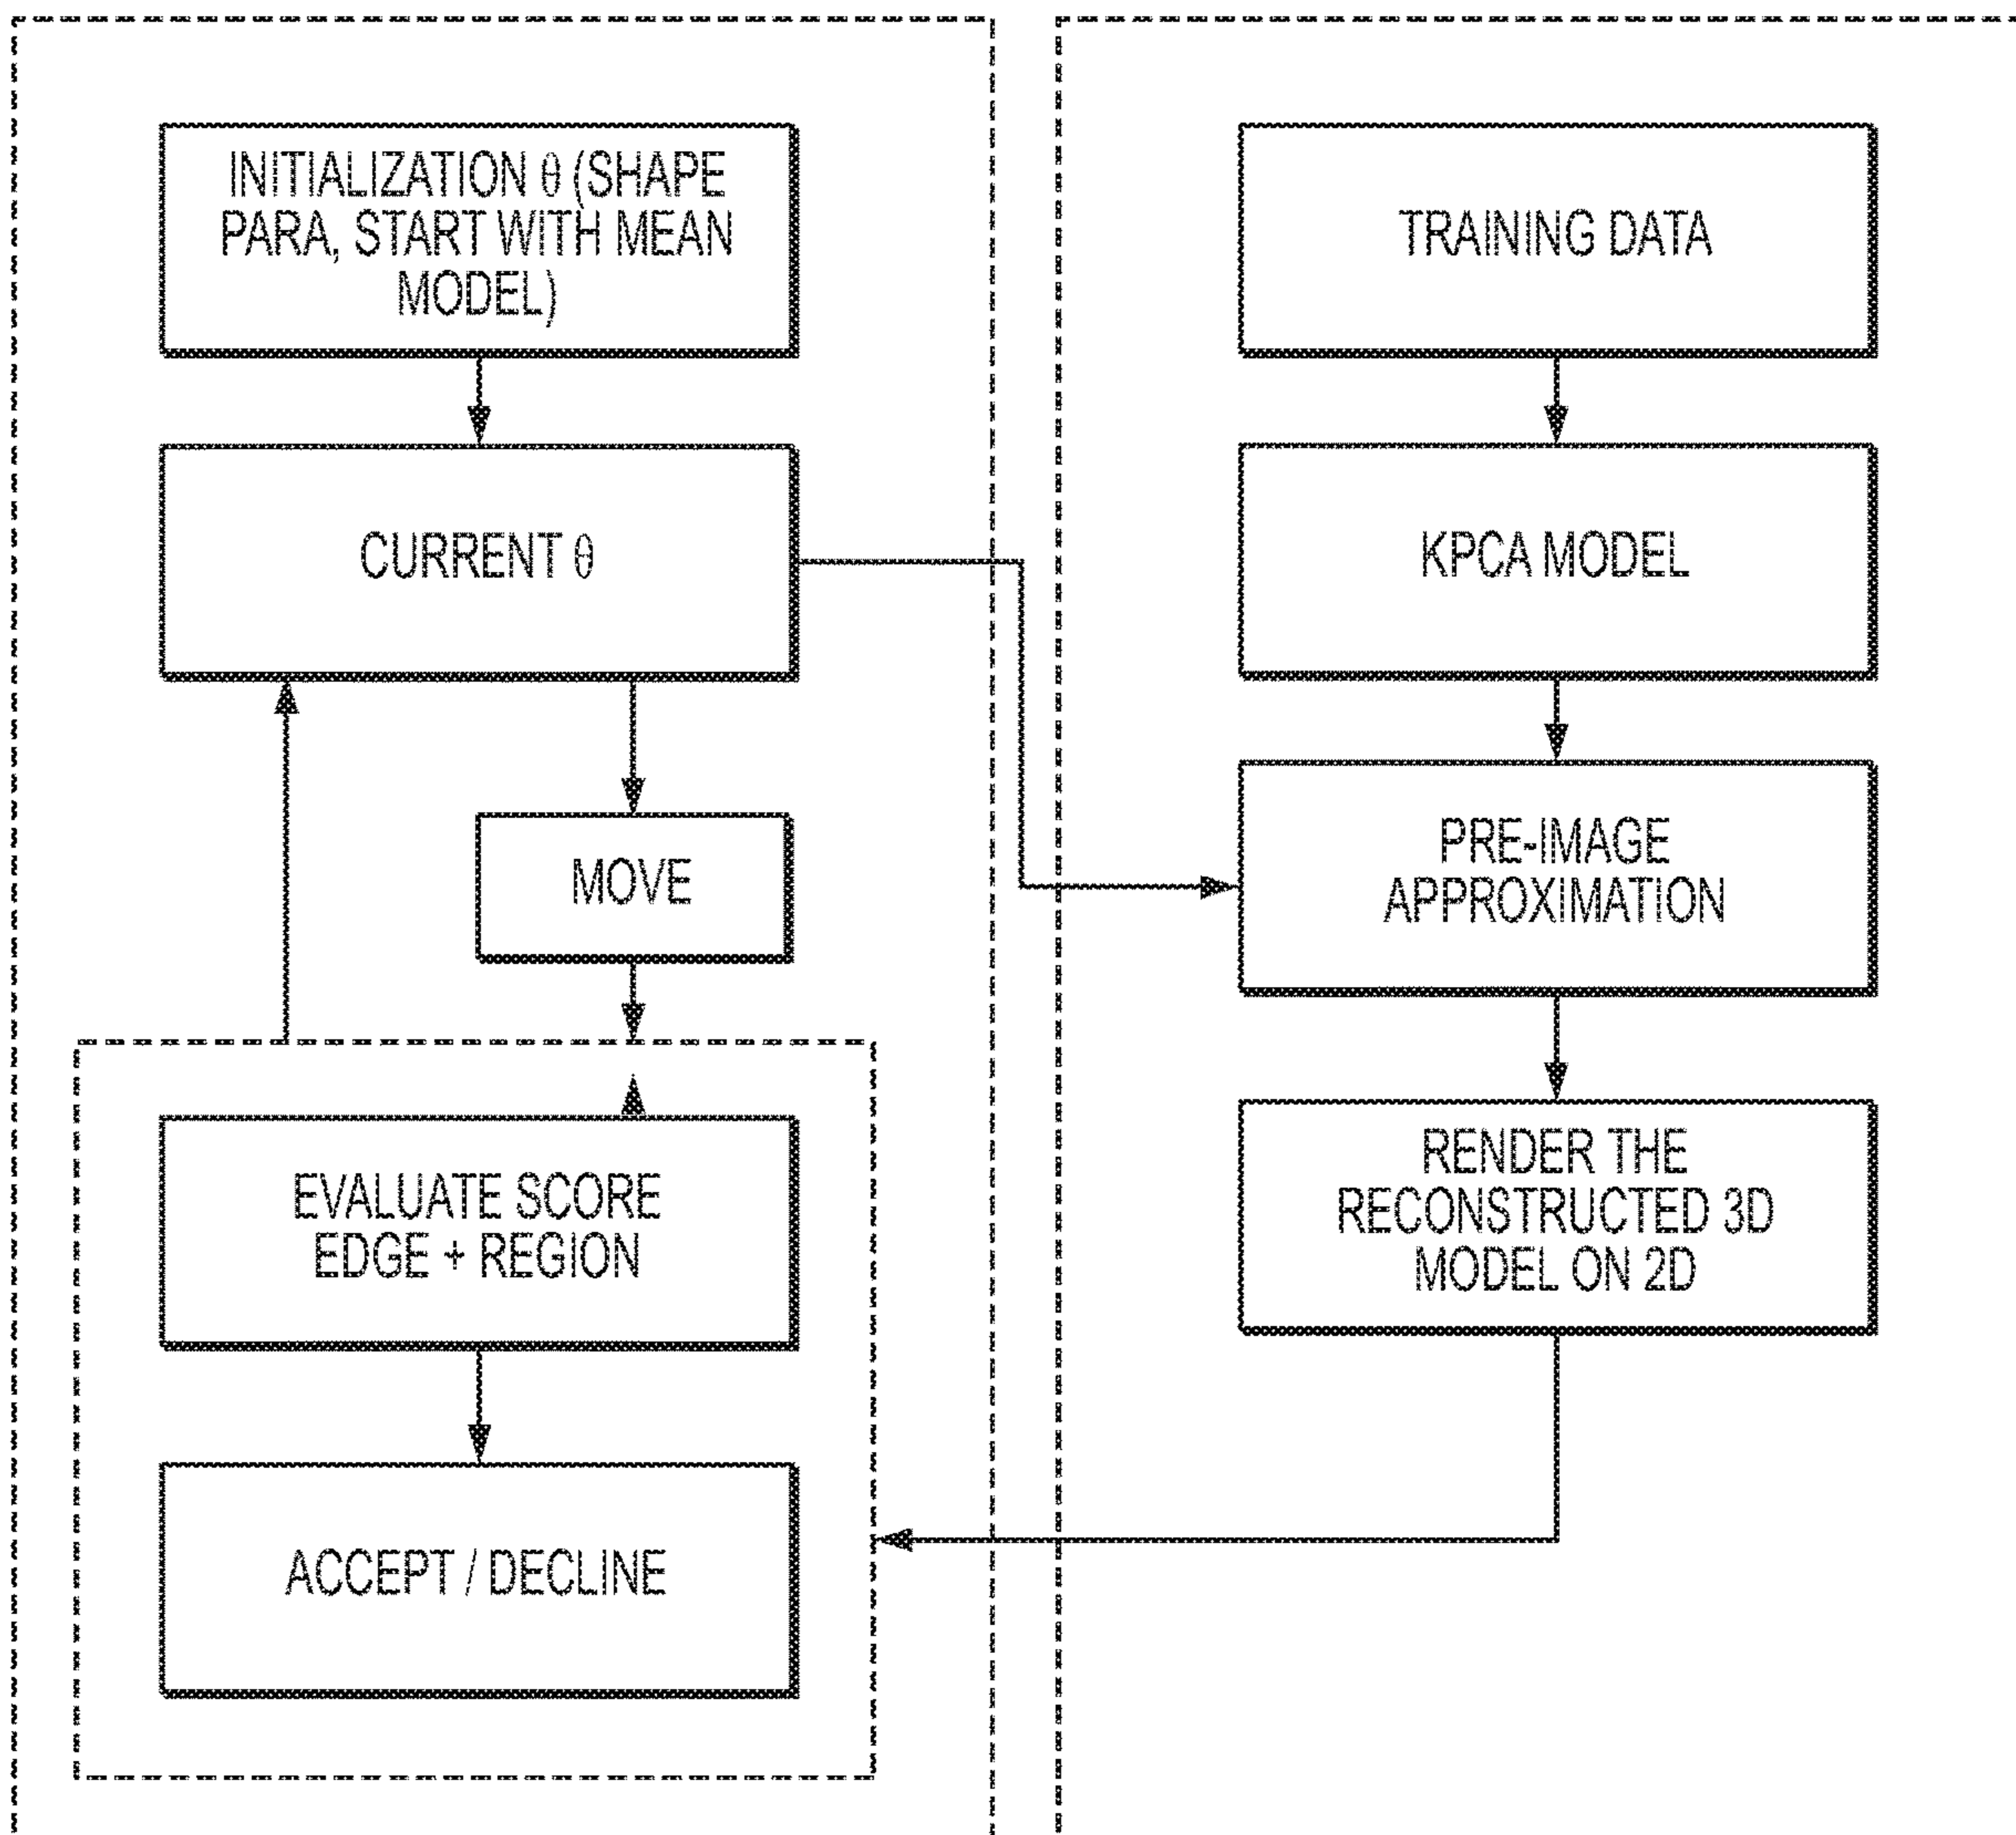 INITIALIZATION θ (SHAPE
PARA, START WITH MEAN
MODEL)
CURRENT θ
MOVE
EVALUATE SCORE
EDGE + REGION
ACCEPT / DECLINE
TRAINING DATA
KPCA MODEL
PRE-IMAGE
APPROXIMATION
RENDER THE
RECONSTRUCTED 3D
MODEL ON 2D